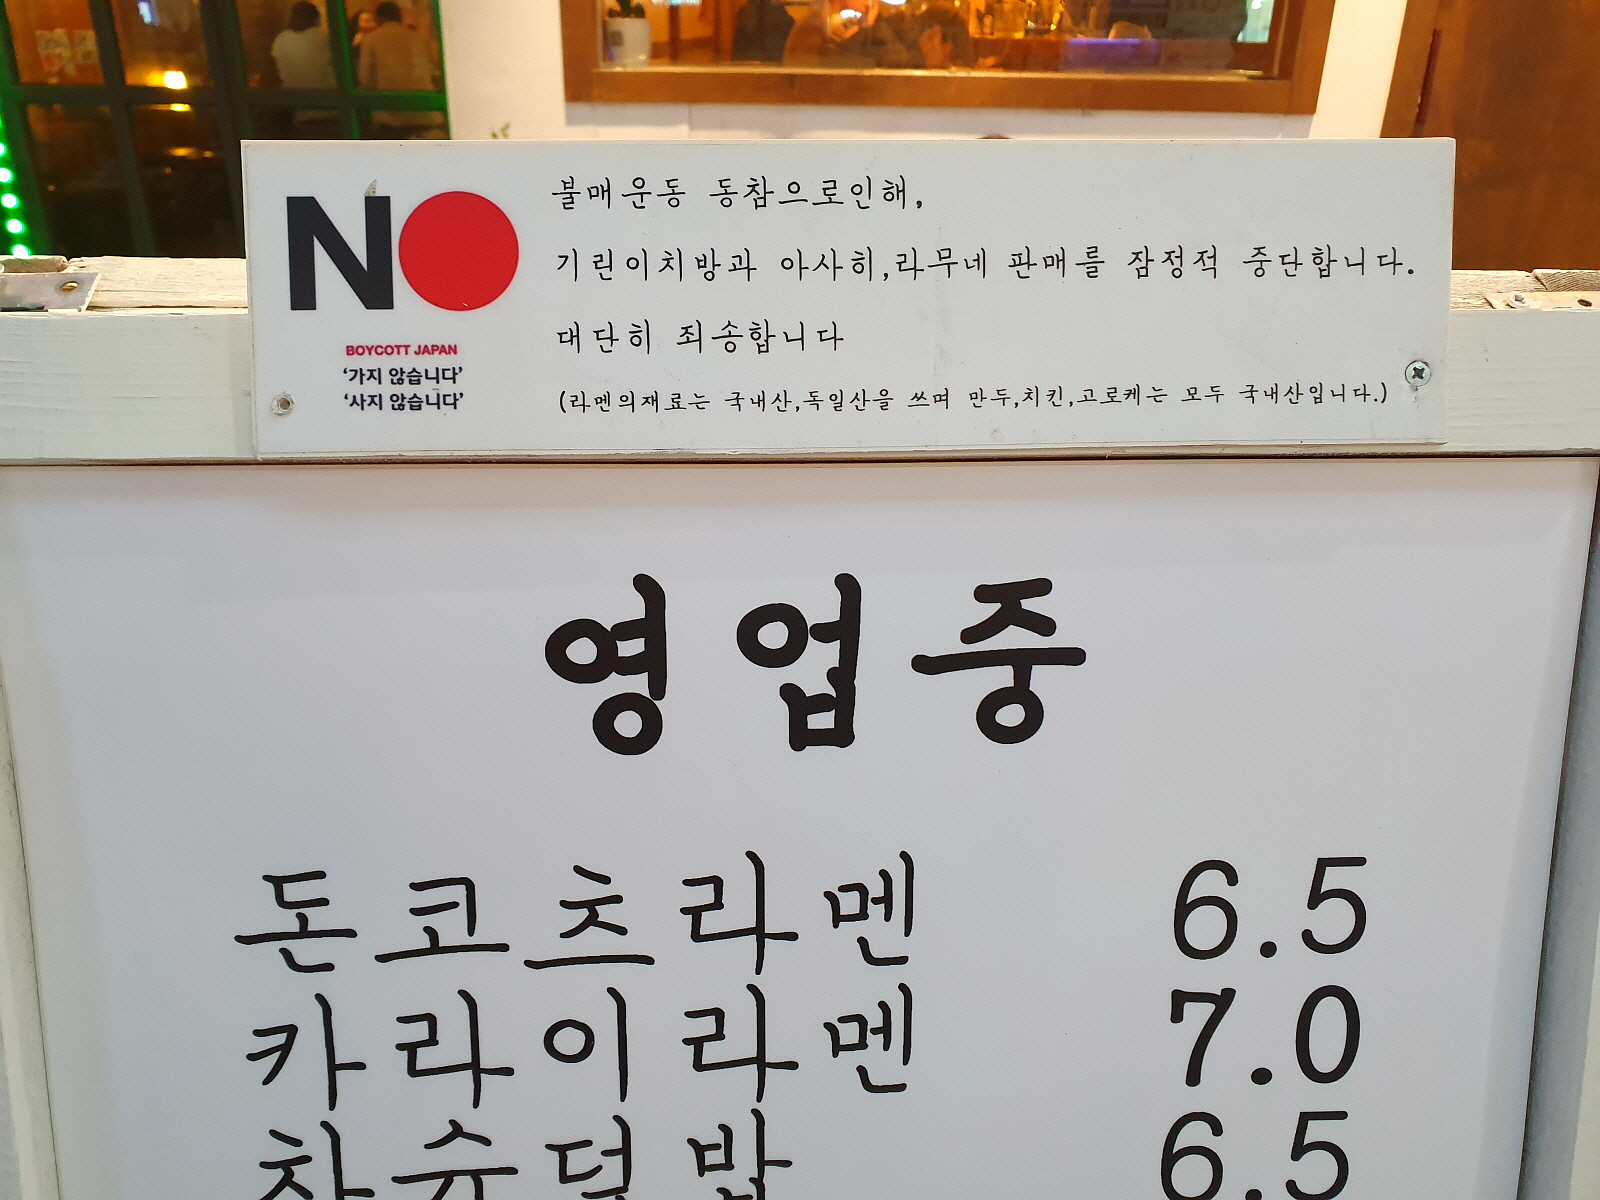 NO
BOYCOTT JAPAN
‘가지 않습니다’
‘사지 않습니다’
불매운동 동참으로인해,
기린이치방과 아사히,라무네 판매를 잠정적 중단합니다.
대단히 죄송합니다
(라멘의재료는 국내산,독일산을 쓰며 만두,치킨,고로케는 모두 국내산입니다.)
영업중
돈코츠라멘 6.5
카라이라멘 7.0
차슈덮밥 6.5